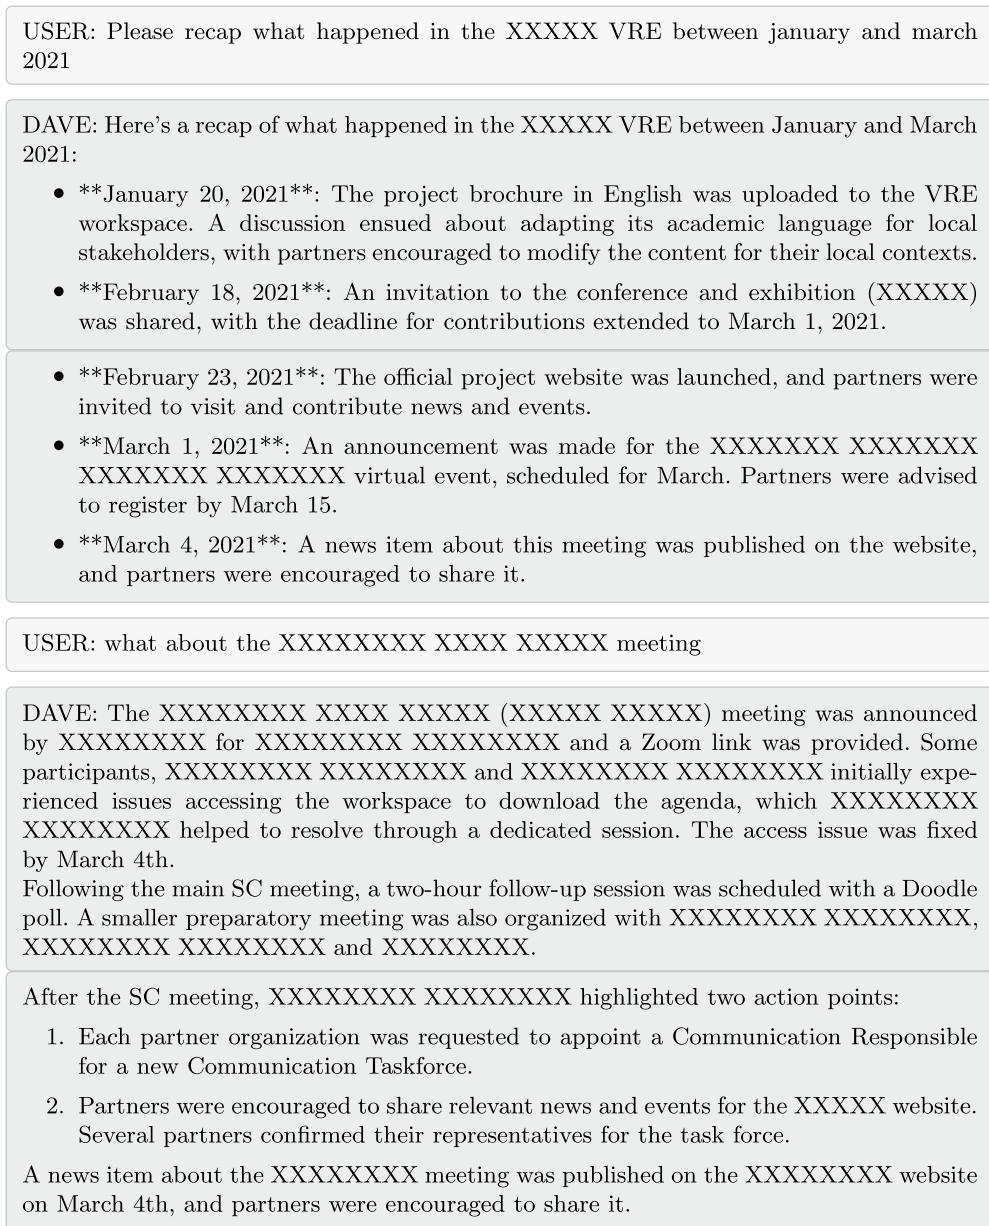 USER: Please recap what happened in the XXXXX VRE between january and march
2021
DAVE: Here's a recap of what happened in the XXXXX VRE between January and March
2021:
• **January 20, 2021**: The project brochure in English was uploaded to the VRE
workspace. A discussion ensued about adapting its academic language for local
stakeholders, with partners encouraged to modify the content for their local contexts.
• **February 18, 2021**: An invitation to the conference and exhibition (XXXXX)
was shared, with the deadline for contributions extended to March 1, 2021.
• **February 23, 2021**: The official project website was launched, and partners were
invited to visit and contribute news and events.
• **March 1, 2021**: An announcement was made for the XXXXXXX XXXXXXX
XXXXXXX XXXXXXX virtual event, scheduled for March. Partners were advised
to register by March 15.
• **March 4, 2021**: A news item about this meeting was published on the website,
and partners were encouraged to share it.
USER: what about the XXXXXXXX XXXX XXXXX meeting
DAVE: The XXXXXXXX XXXX XXXXX (XXXXX XXXXX) meeting was announced
by XXXXXXXX for XXXXXXXX XXXXXXXX and a Zoom link was provided. Some
participants, XXXXXXXX XXXXXXXX and XXXXXXXX XXXXXXXX initially expe-
rienced issues accessing the workspace to download the agenda, which XXXXXXXX
XXXXXXXX helped to resolve through a dedicated session. The access issue was fixed
by March 4th.
Following the main SC meeting, a two-hour follow-up session was scheduled with a Doodle
poll. A smaller preparatory meeting was also organized with XXXXXXXX XXXXXXXX,
XXXXXXXX XXXXXXXX and XXXXXXXX.
After the SC meeting, XXXXXXXX XXXXXXXX highlighted two action points:
1. Each partner organization was requested to appoint a Communication Responsible
for a new Communication Taskforce.
2. Partners were encouraged to share relevant news and events for the XXXXX website.
Several partners confirmed their representatives for the task force.
A news item about the XXXXXXXX meeting was published on the XXXXXXXX website
on March 4th, and partners were encouraged to share it.